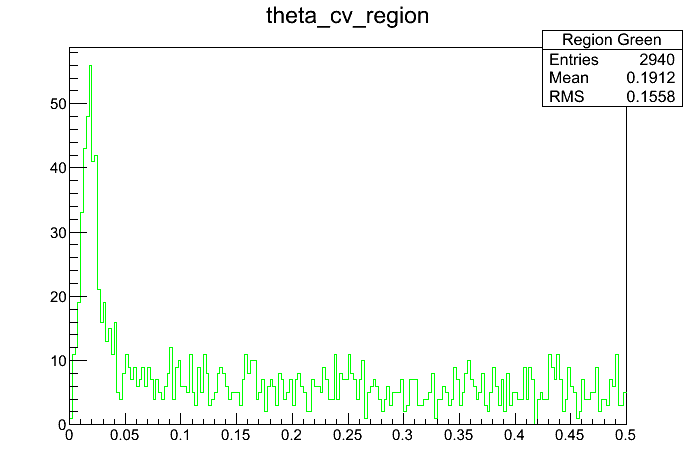 theta_cv_region
Region Green
Entries 2940
Mean 0.1912
RMS 0.1558
50
40
30
20
10
0
0 0.05 0.1 0.15 0.2 0.25 0.3 0.35 0.4 0.45 0.5